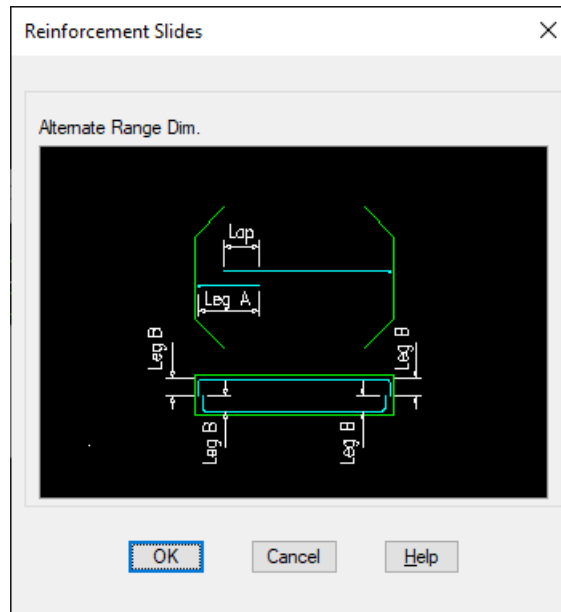 Reinforcement Slides
Alternate Range Dim.
Lap
Leg A
Leg B
Leg B
Leg B
Leg B
OK
Cancel
Help